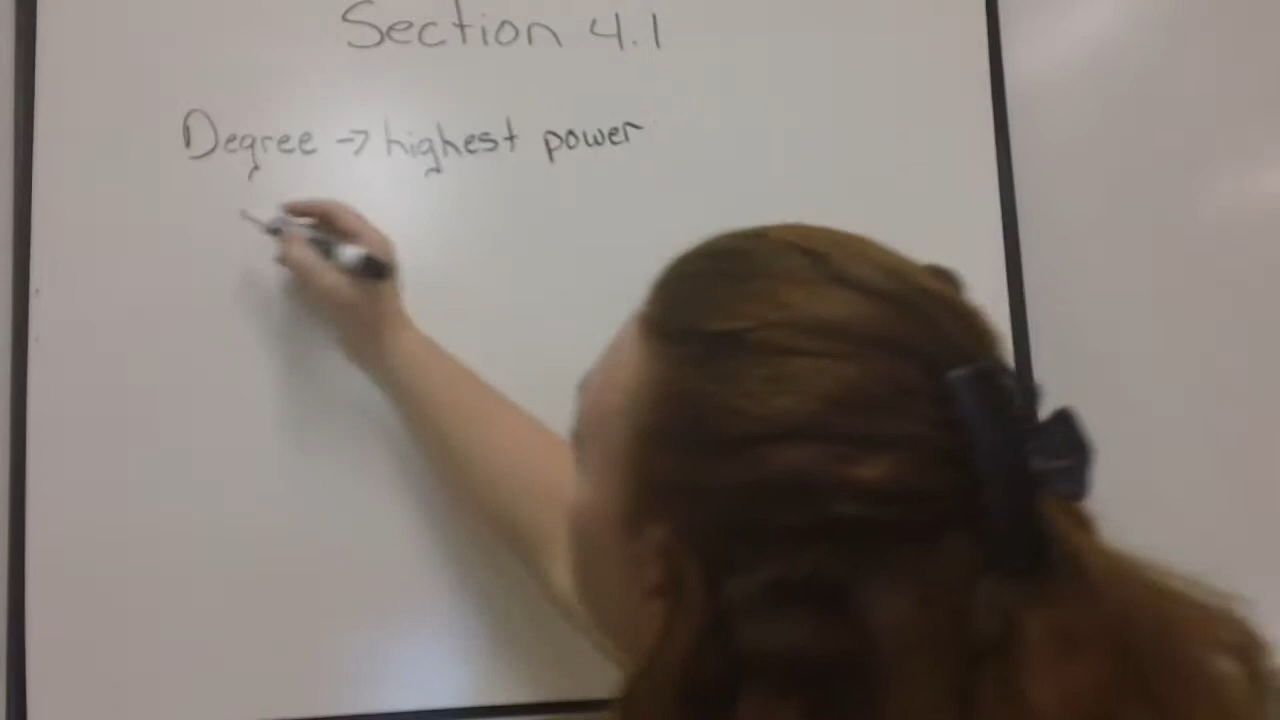 Section 4.1
Degree → highest power